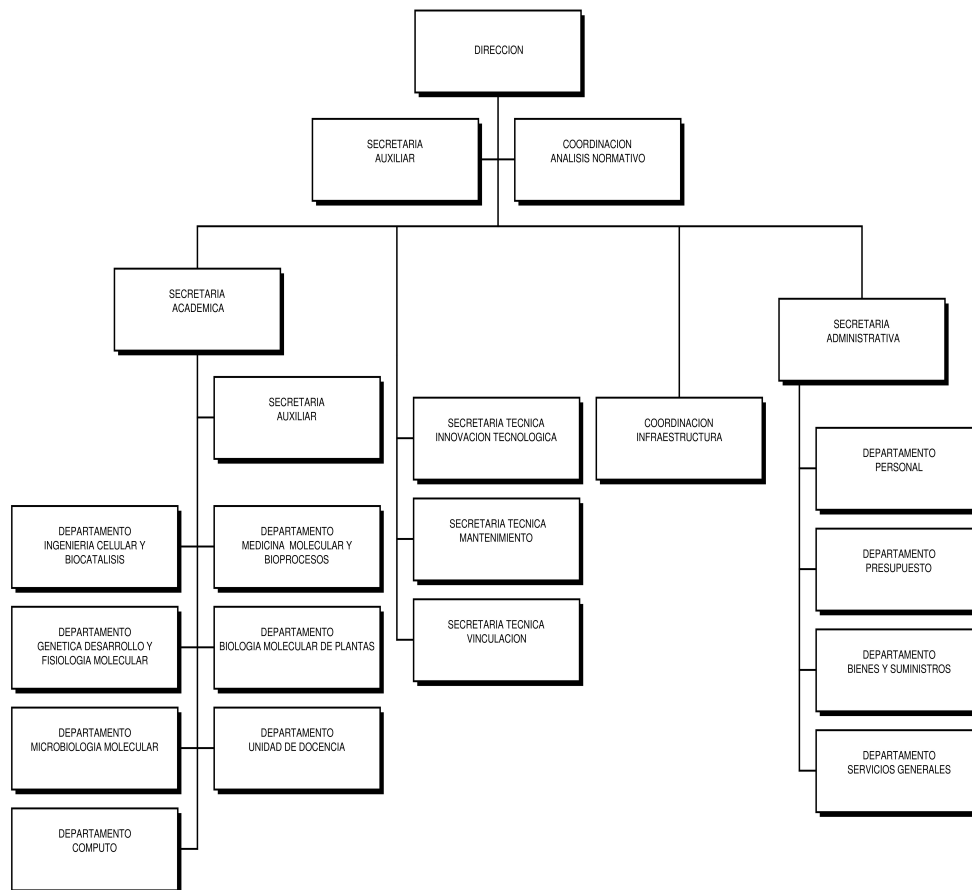 DIRECCION
SECRETARIA
AUXILIAR
COORDINACION
ANALISIS NORMATIVO
SECRETARIA
ACADEMICA
SECRETARIA
ADMINISTRATIVA
SECRETARIA
AUXILIAR
SECRETARIA TECNICA
INNOVACION TECNOLOGICA
COORDINACION
INFRAESTRUCTURA
DEPARTAMENTO
PERSONAL
DEPARTAMENTO
INGENIERIA CELULAR Y
BIOCATALISIS
DEPARTAMENTO
MEDICINA MOLECULAR Y
BIOPROCESOS
SECRETARIA TECNICA
MANTENIMIENTO
DEPARTAMENTO
PRESUPUESTO
DEPARTAMENTO
GENETICA DESARROLLO Y
FISIOLOGIA MOLECULAR
DEPARTAMENTO
BIOLOGIA MOLECULAR DE PLANTAS
SECRETARIA TECNICA
VINCULACION
DEPARTAMENTO
BIENES Y SUMINISTROS
DEPARTAMENTO
MICROBIOLOGIA MOLECULAR
DEPARTAMENTO
UNIDAD DE DOCENCIA
DEPARTAMENTO
SERVICIOS GENERALES
DEPARTAMENTO
COMPUTO